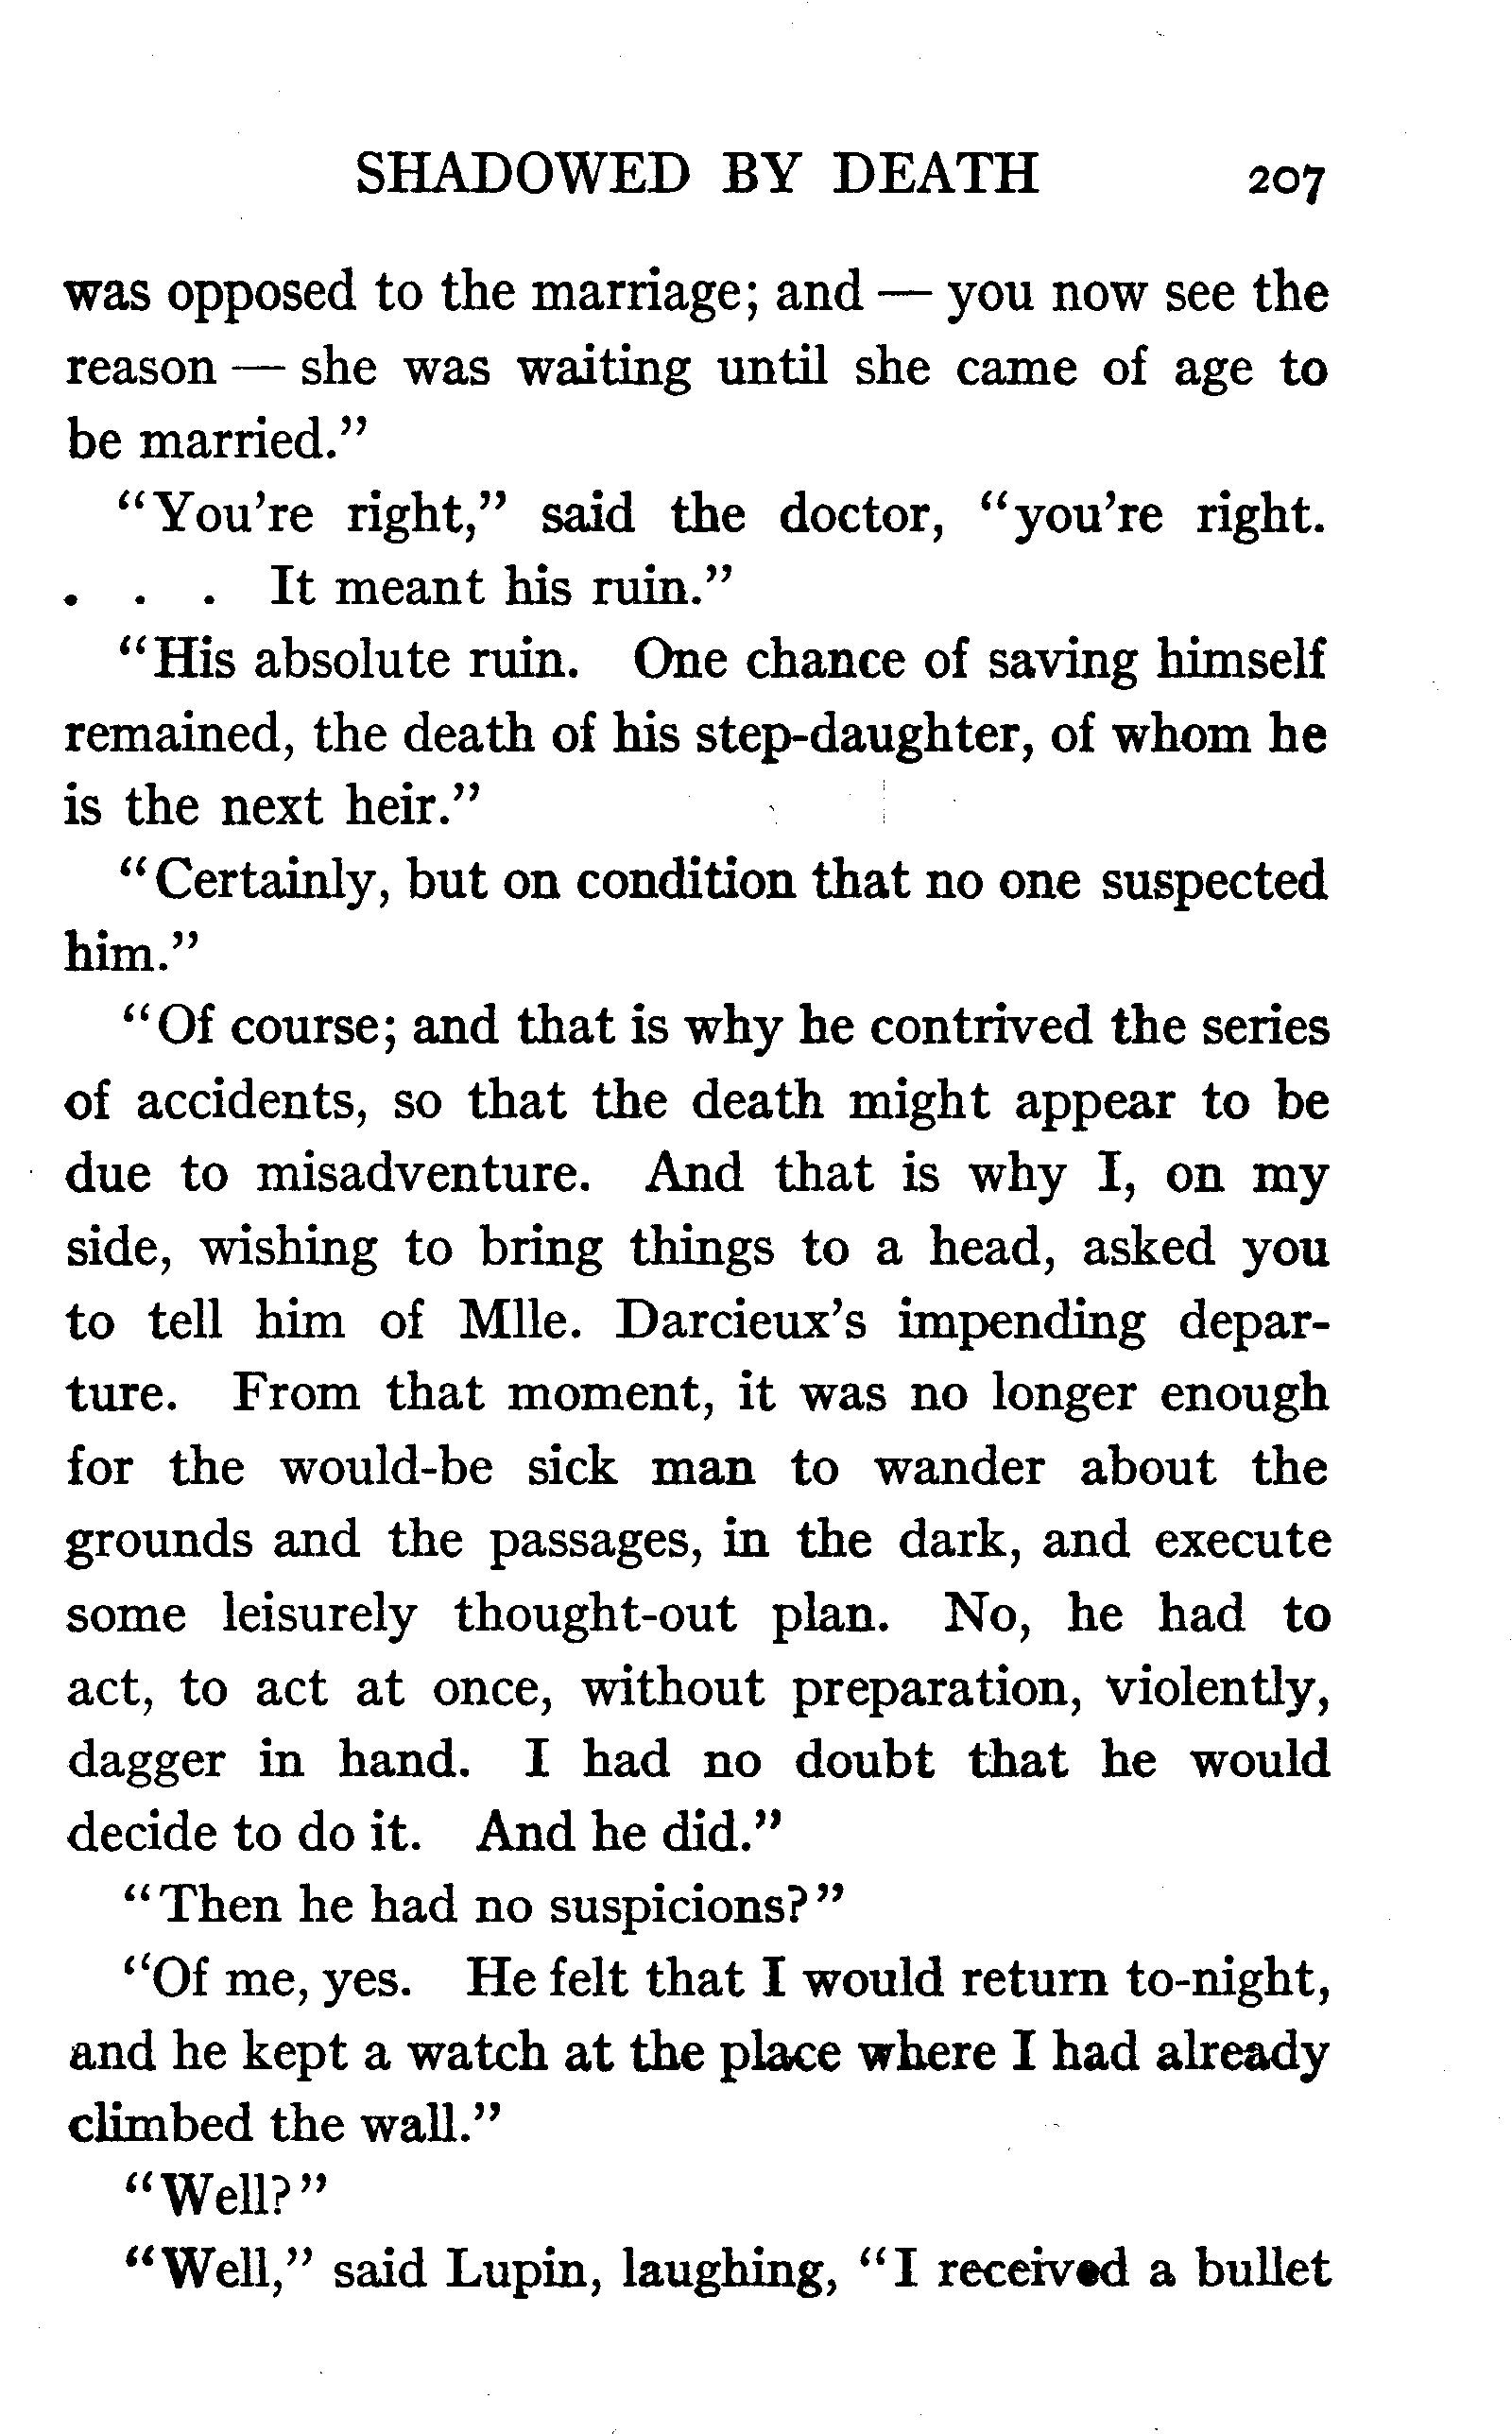 SHADOWED BY DEATH 207
was opposed to the marriage; and — you now see the
reason — she was waiting until she came of age to
be married."
"You're right," said the doctor, "you're right.
. . . It meant his ruin."
"His absolute ruin. One chance of saving himself
remained, the death of his step-daughter, of whom he
is the next heir."
"Certainly, but on condition that no one suspected
him."
"Of course; and that is why he contrived the series
of accidents, so that the death might appear to be
due to misadventure. And that is why I, on my
side, wishing to bring things to a head, asked you
to tell him of Mlle. Darcieux's impending depar-
ture. From that moment, it was no longer enough
for the would-be sick man to wander about the
grounds and the passages, in the dark, and execute
some leisurely thought-out plan. No, he had to
act, to act at once, without preparation, violently,
dagger in hand. I had no doubt that he would
decide to do it. And he did."
"Then he had no suspicions?"
"Of me, yes. He felt that I would return to-night,
and he kept a watch at the place where I had already
climbed the wall."
"Well?"
"Well," said Lupin, laughing, "I received a bullet